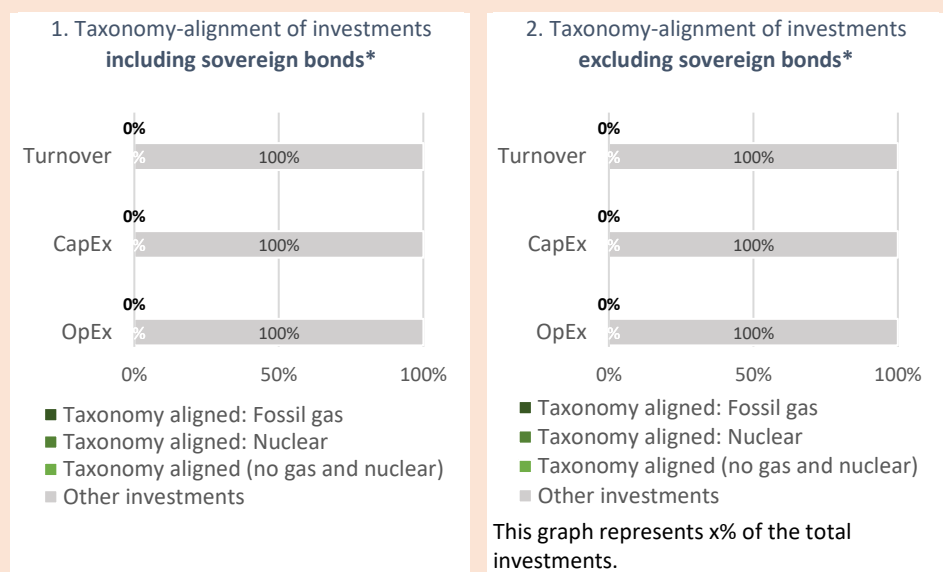 1. Taxonomy-alignment of investments
including sovereign bonds*
0%
Turnover
%
100%
0%
CapEx
%
100%
0%
OpEx
%
100%
0%
50%
100%
Taxonomy aligned: Fossil gas
Taxonomy aligned: Nuclear
Taxonomy aligned (no gas and nuclear)
Other investments
2. Taxonomy-alignment of investments
excluding sovereign bonds*
0%
Turnover
%
100%
0%
CapEx
%
100%
0%
OpEx
%
100%
0%
50%
100%
Taxonomy aligned: Fossil gas
Taxonomy aligned: Nuclear
Taxonomy aligned (no gas and nuclear)
Other investments
This graph represents x% of the total
investments.